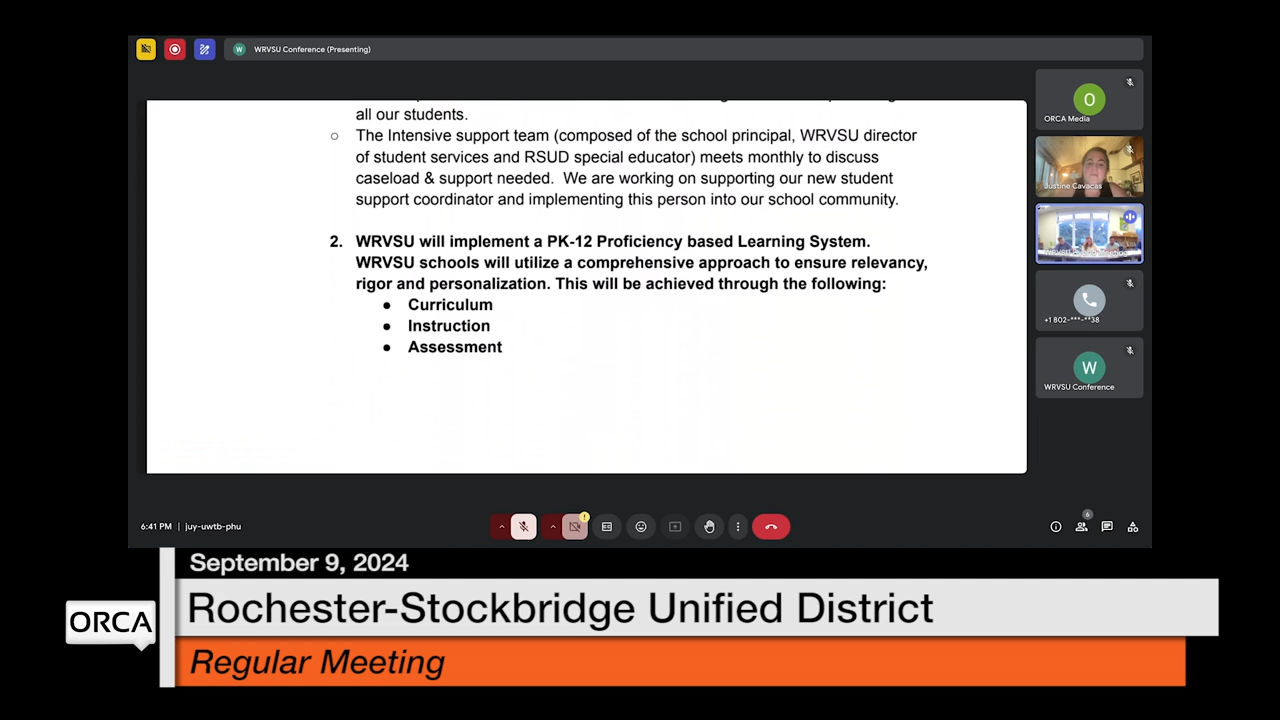 W WRVSU Conference (Presenting)
all our students.
○ The Intensive support team (composed of the school principal, WRVSU director
of student services and RSUD special educator) meets monthly to discuss
caseload & support needed. We are working on supporting our new student
support coordinator and implementing this person into our school community.
2. WRVSU will implement a PK-12 Proficiency based Learning System.
WRVSU Schools will utilize a comprehensive approach to ensure relevancy,
rigor and personalization. This will be achieved through the following:
● Curriculum
● Instruction
● Assessment
O
ORCA Media
Justine Cavacas
+1 802-***-**38
W
WRVSU Conference
6:41 PM | juy-uwtb-phu
6
September 9, 2024
Rochester-Stockbridge Unified District
ORCA
Regular Meeting